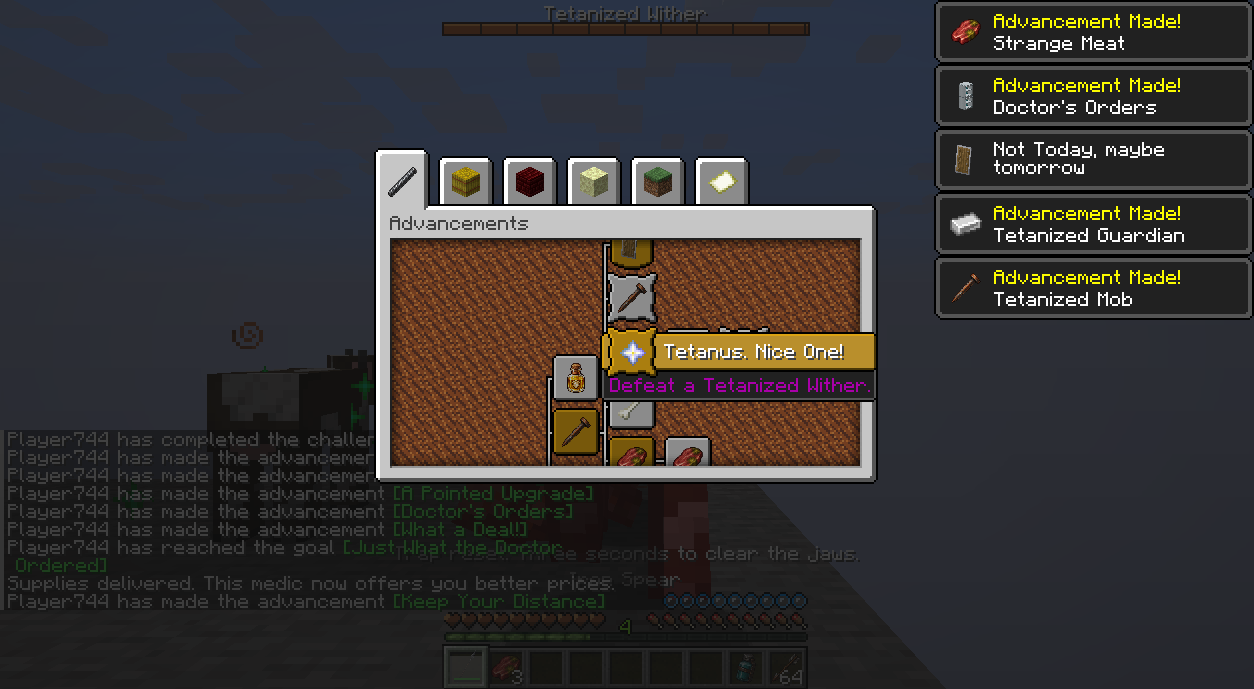 Tetanized Wither
Advancement Made!
Strange Meat
Advancement Made!
Doctor's Orders
Not Today, maybe
tomorrow
Advancement Made!
Tetanized Guardian
Advancement Made!
Tetanized Mob
Advancements
Tetanus. Nice One!
Defeat a Tetanized Wither.
Player744 has completed the challen
Player744 has made the advancemen
Player744 has made the advancemen
Player744 has made the advancement [A Pointed Upgrade]
Player744 has made the advancement [Doctor's Orders]
Player744 has made the advancement [What a Deal!]
Player744 has reached the goal [Just What the Doctor
Ordered]
three seconds to clear the jaws.
Supplies delivered. This medic now offers you better prices.
Spear
Player744 has made the advancement [Keep Your Distance]
4
3
64